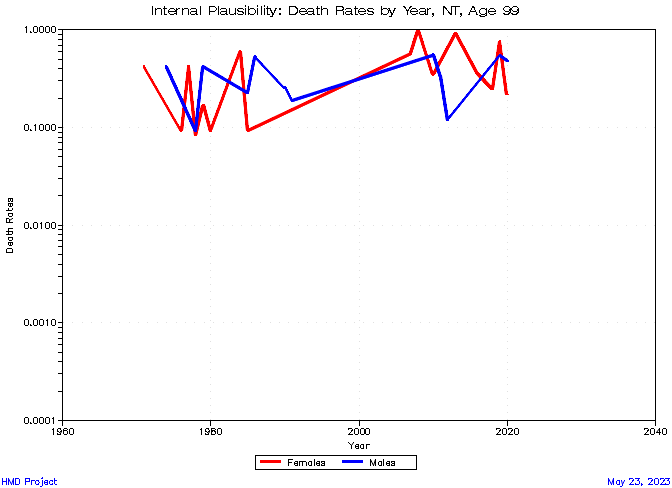 Internal Plausibility: Death Rates by Year, NT, Age 99
1.0000
0.1000
0.0100
0.0010
0.0001
Death Rates
1960
1980
2000
2020
2040
Year
Females
Males
HMD Project
May 23, 2023